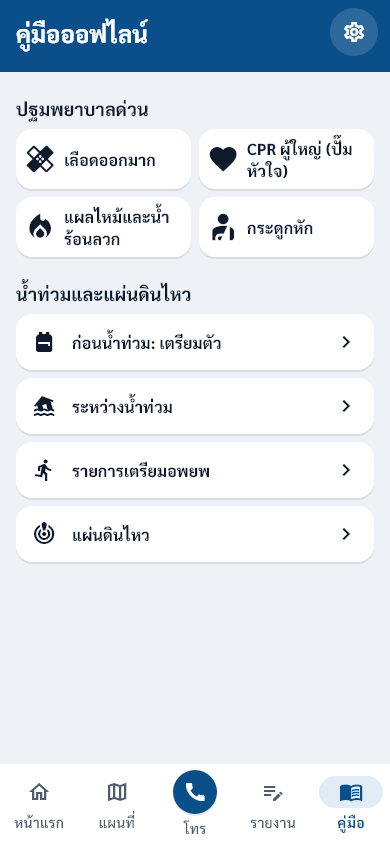 คู่มือออฟไลน์
ปฐมพยาบาลด่วน
เลือดออกมาก
CPR ผู้ใหญ่ (ปั๊ม
หัวใจ)
แผลไหม้และน้ำ
ร้อนลวก
กระดูกหัก
น้ำท่วมและแผ่นดินไหว
ก่อนน้ำท่วม: เตรียมตัว
ระหว่างน้ำท่วม
รายการเตรียมอพยพ
แผ่นดินไหว
หน้าแรก
แผนที่
โทร
รายงาน
คู่มือ